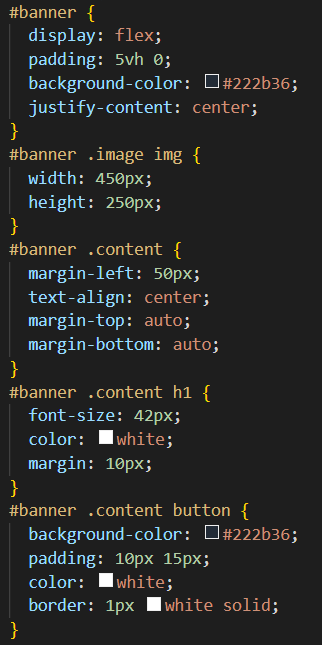 #banner {
  display: flex;
  padding: 5vh 0;
  background-color: #222b36;
  justify-content: center;
}
#banner .image img {
  width: 450px;
  height: 250px;
}
#banner .content {
  margin-left: 50px;
  text-align: center;
  margin-top: auto;
  margin-bottom: auto;
}
#banner .content h1 {
  font-size: 42px;
  color: white;
  margin: 10px;
}
#banner .content button {
  background-color: #222b36;
  padding: 10px 15px;
  color: white;
  border: 1px white solid;
}